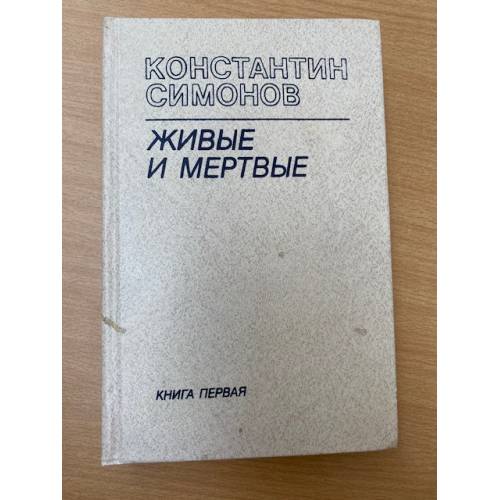 КОНСТАНТИН
СИМОНОВ
ЖИВЫЕ
И МЕРТВЫЕ
КНИГА ПЕРВАЯ